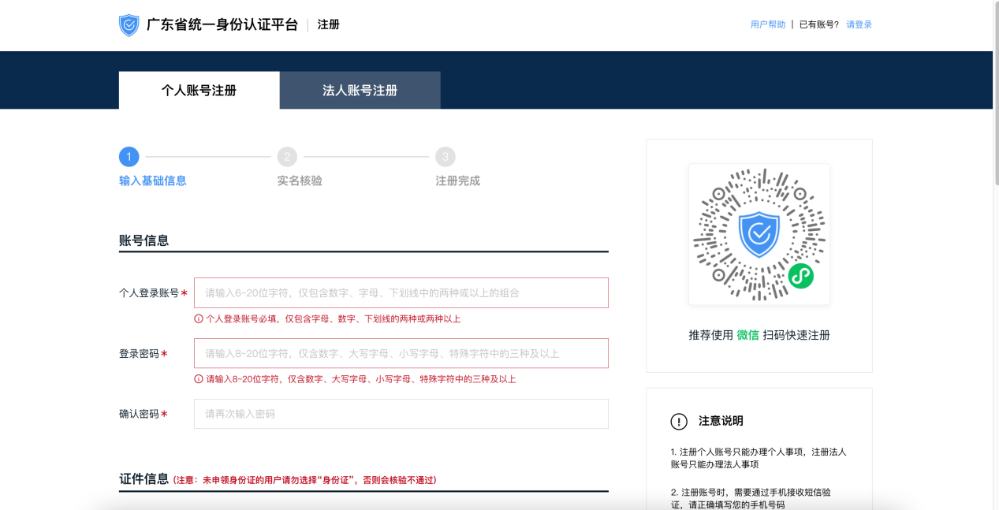 广东省统一身份认证平台 | 注册
用户帮助 | 已有账号? 请登录
个人账号注册 法人账号注册
1 2 3
输入基础信息 实名核验 注册完成
账号信息
个人登录账号* 请输入6~20位字符，仅包含数字、字母、下划线中的两种或以上的组合
个人登录账号必填，仅包含字母、数字、下划线的两种或两种以上
登录密码* 请输入8~20位字符，仅含数字、大写字母、小写字母、特殊字符中的三种及以上
请输入8~20位字符，仅含数字、大写字母、小写字母、特殊字符中的三种及以上
确认密码* 请再次输入密码
证件信息 (注意：未申领身份证的用户请勿选择“身份证”，否则会核验不通过)
推荐使用 微信 扫码快速注册
注意说明
1. 注册个人账号只能办理个人事项，注册法人
账号只能办理法人事项
2. 注册账号时，需要通过手机接收短信验
证，请正确填写您的手机号码